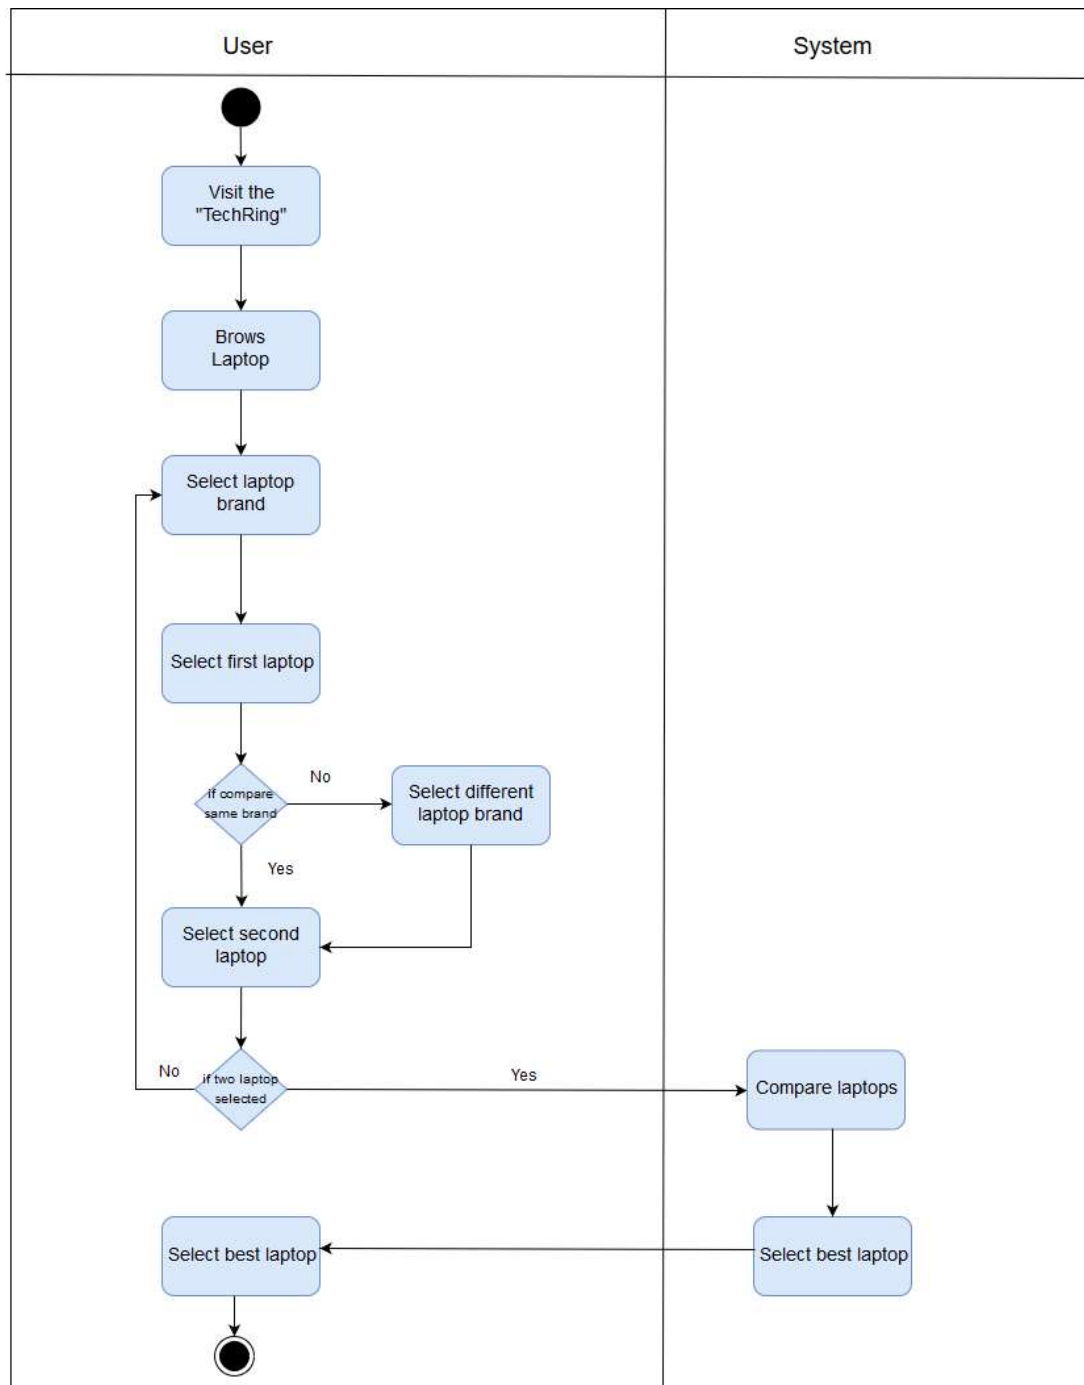 User
System
Visit the
"TechRing"
Brows
Laptop
Select laptop
brand
Select first laptop
if compare
same brand
No
Select different
laptop brand
Yes
Select second
laptop
No
if two laptop
selected
Yes
Compare laptops
Select best laptop
Select best laptop